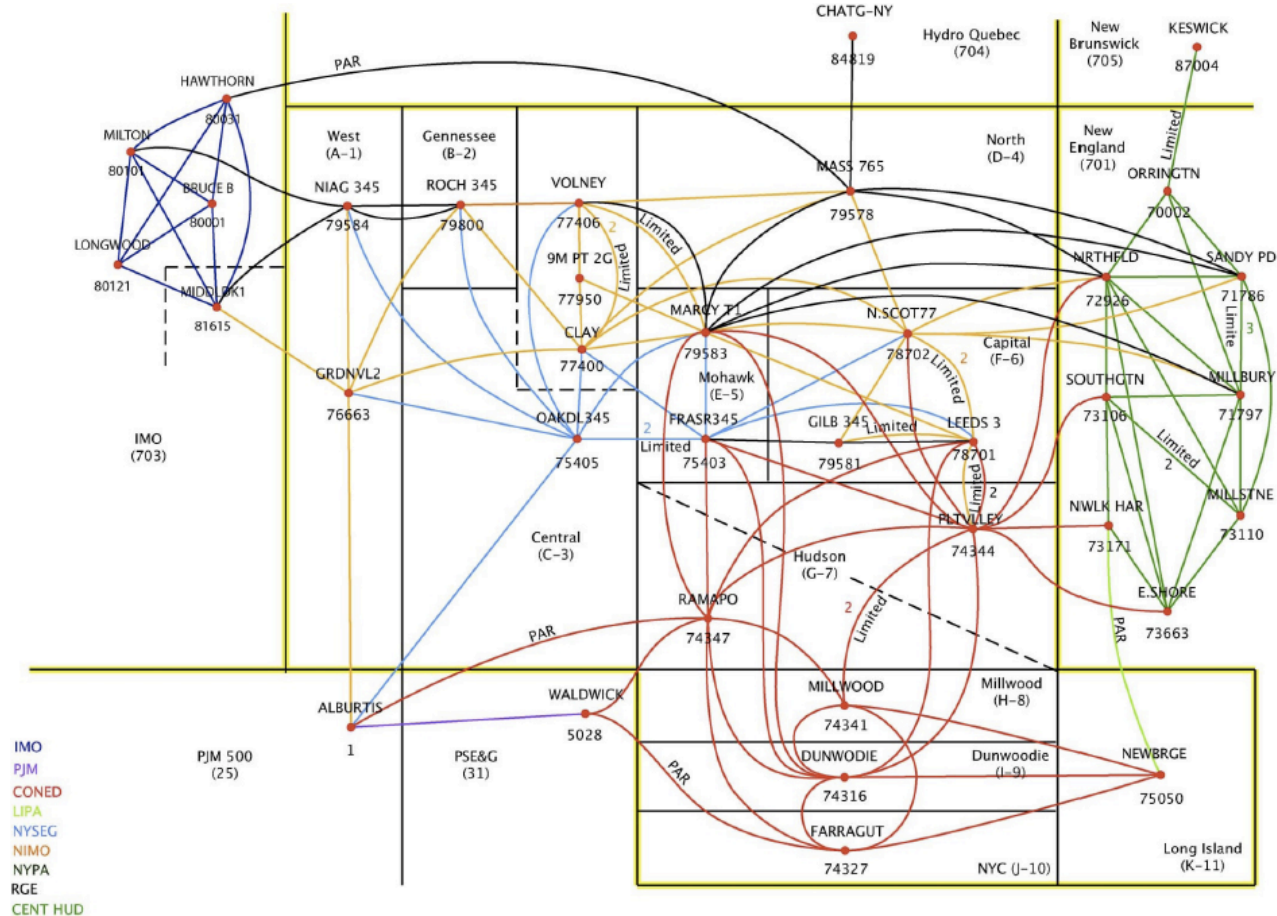 CHATG-NY
84819
Hydro Quebec
(704)
New
Brunswick
(705)
KESWICK
87004
PAR
HAWTHORN
80031
MILTON
80101
BRUCE B
80001
LONGWOOD
80121
MIDDLDK1
81615
West
(A-1)
Gennessee
(B-2)
North
(D-4)
New
England
(701)
Limited
NIAG 345
79584
ROCH 345
79800
VOLNEY
77406
MASS 765
79578
ORRINGTN
70002
2
Limited
Limited
9M PT 2G
77950
NRTHFLD
72926
SANDY PD
71786
CLAY
77400
MARCY T1
79583
N.SCOT77
78702
Capital
(F-6)
Limite
3
GRDNVL2
76663
Mohawk
(E-5)
2
Limited
SOUTHGTN
73106
MILLBURY
71797
OAKDL345
75405
2
Limited
FRASR345
75403
GILB 345
79581
Limited
LEEDS 3
78701
Limited
2
IMO
(703)
Limited
2
PLTVLLEY
74344
NWLK HAR
73171
MILLSTNE
73110
Central
(C-3)
Hudson
(G-7)
RAMAPO
74347
2
Limited
E.SHORE
73663
PAR
PAR
ALBURTIS
1
WALDWICK
5028
MILLWOOD
74341
Millwood
(H-8)
PJM 500
(25)
PSE&G
(31)
PAR
DUNWODIE
74316
Dunwoodie
(I-9)
NEWBRGE
75050
FARRAGUT
74327
NYC (J-10)
Long Island
(K-11)
IMO
PJM
CONED
LIPA
NYSEG
NIMO
NYPA
RGE
CENT HUD